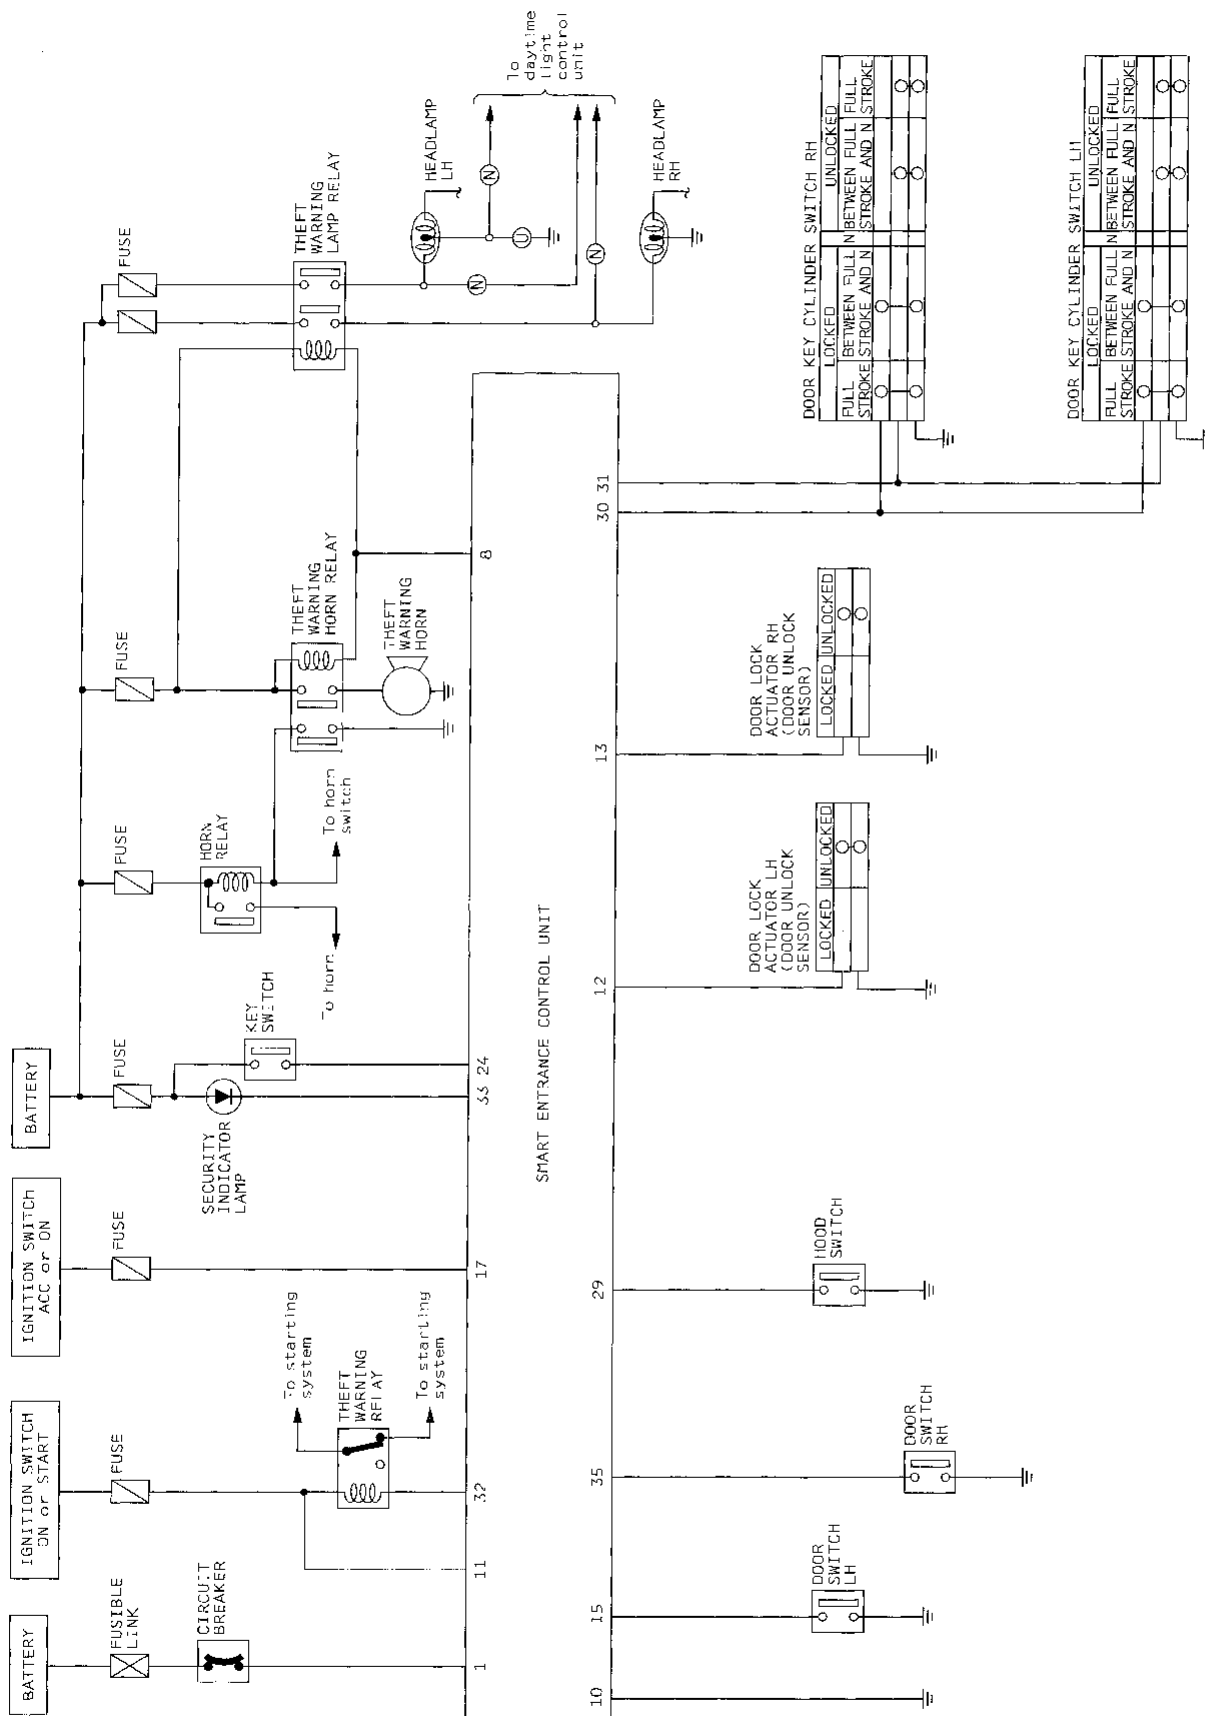 BATTERY
FUSIBLE
LINK
CIRCUIT
BREAKER
1
IGNITION SWITCH
ON or START
FUSE
11
32
THEFT
WARNING
RELAY
To starting
system
To starting
system
IGNITION SWITCH
ACC or ON
FUSE
17
BATTERY
FUSE
SECURITY
INDICATOR
LAMP
KEY
SWITCH
33
24
FUSE
HORN
RELAY
To horn
To horn
switch
FUSE
THEFT
WARNING
HORN RELAY
THEFT
WARNING
HORN
8
FUSE
THEFT
WARNING
LAMP RELAY
HEADLAMP
LH
N
N
U
N
HEADLAMP
RH
To
daytime
light
control
unit
SMART ENTRANCE CONTROL UNIT
10
15
DOOR
SWITCH
LH
35
DOOR
SWITCH
RH
29
HOOD
SWITCH
12
DOOR LOCK
ACTUATOR LH
(DOOR UNLOCK
SENSOR)
LOCKED UNLOCKED
13
DOOR LOCK
ACTUATOR RH
(DOOR UNLOCK
SENSOR)
LOCKED UNLOCKED
30 31
DOOR KEY CYLINDER SWITCH RH
LOCKED UNLOCKED
FULL BETWEEN FULL N BETWEEN FULL FULL
STROKE STROKE AND N STROKE AND N STROKE
DOOR KEY CYLINDER SWITCH LH
LOCKED UNLOCKED
FULL BETWEEN FULL N BETWEEN FULL FULL
STROKE STROKE AND N STROKE AND N STROKE